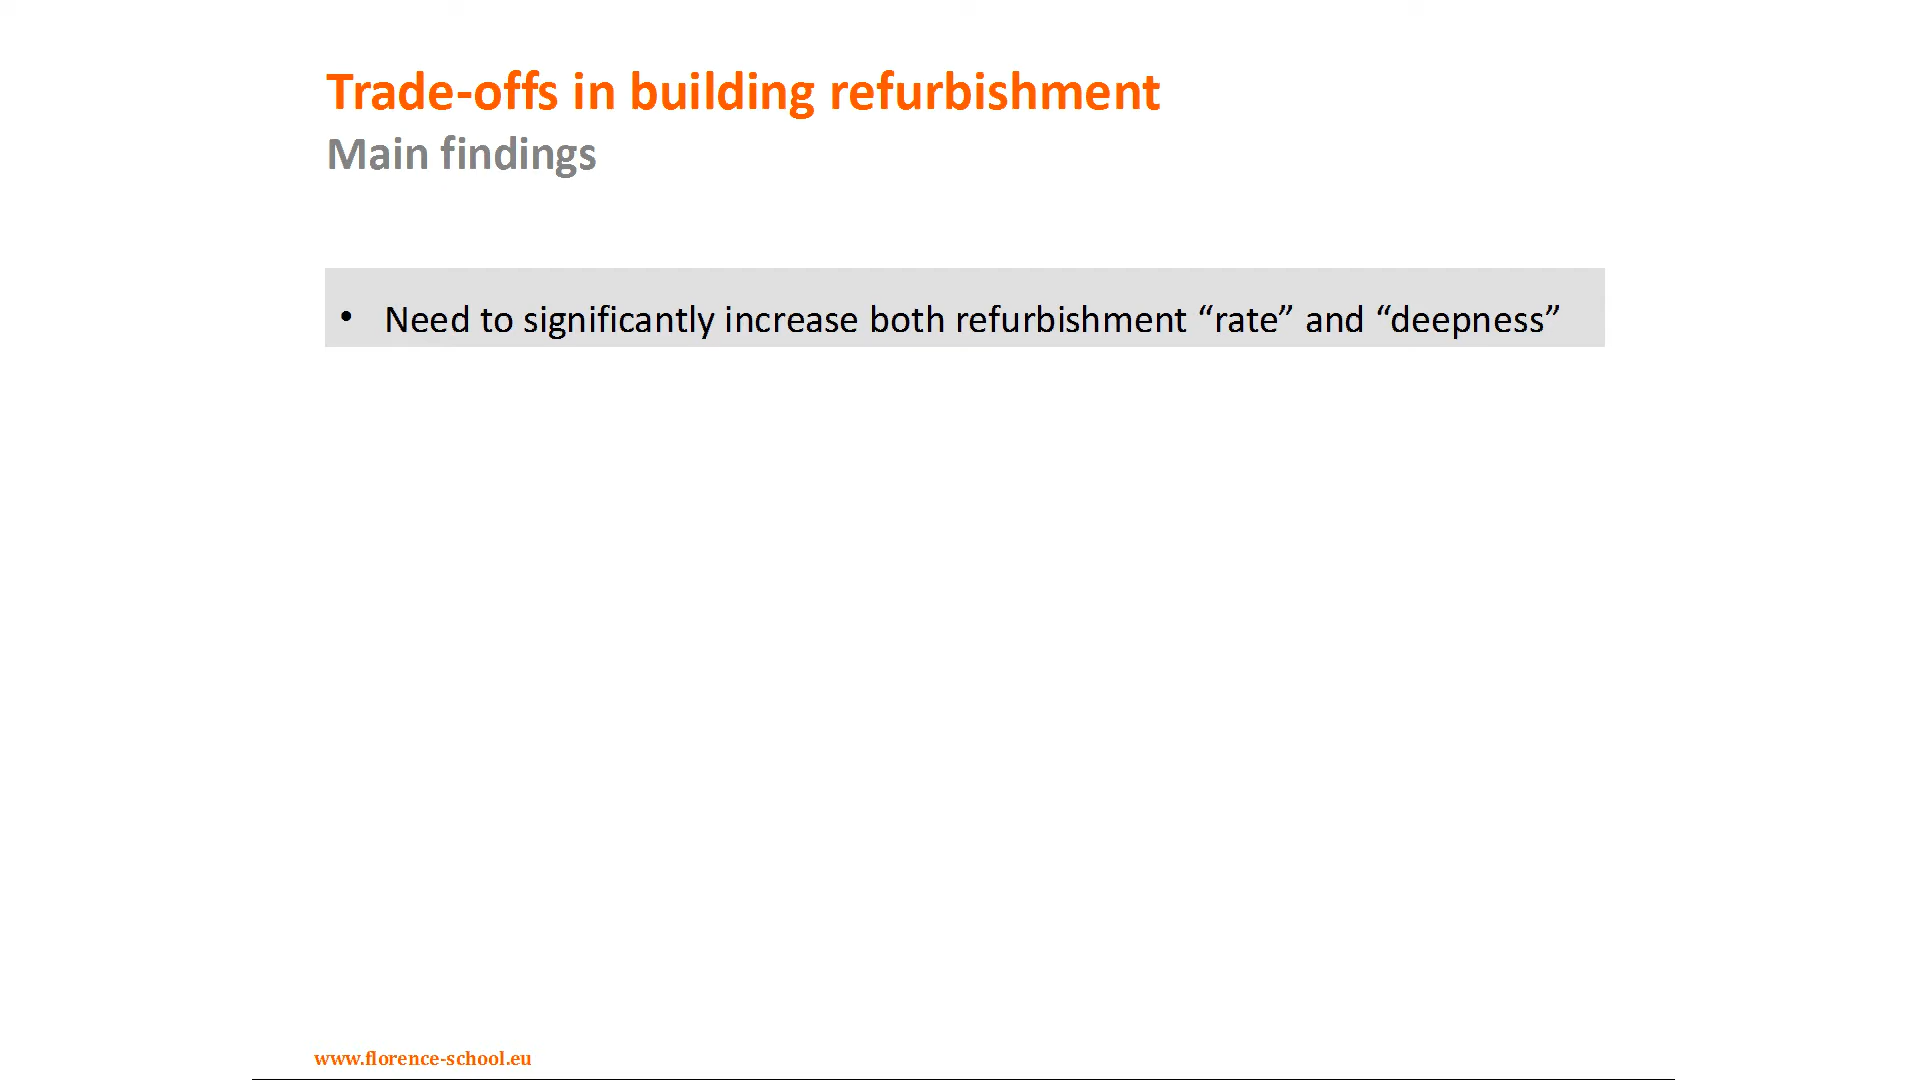 Trade-offs in building refurbishment
Main findings
• Need to significantly increase both refurbishment “rate” and “deepness”
www.florence-school.eu